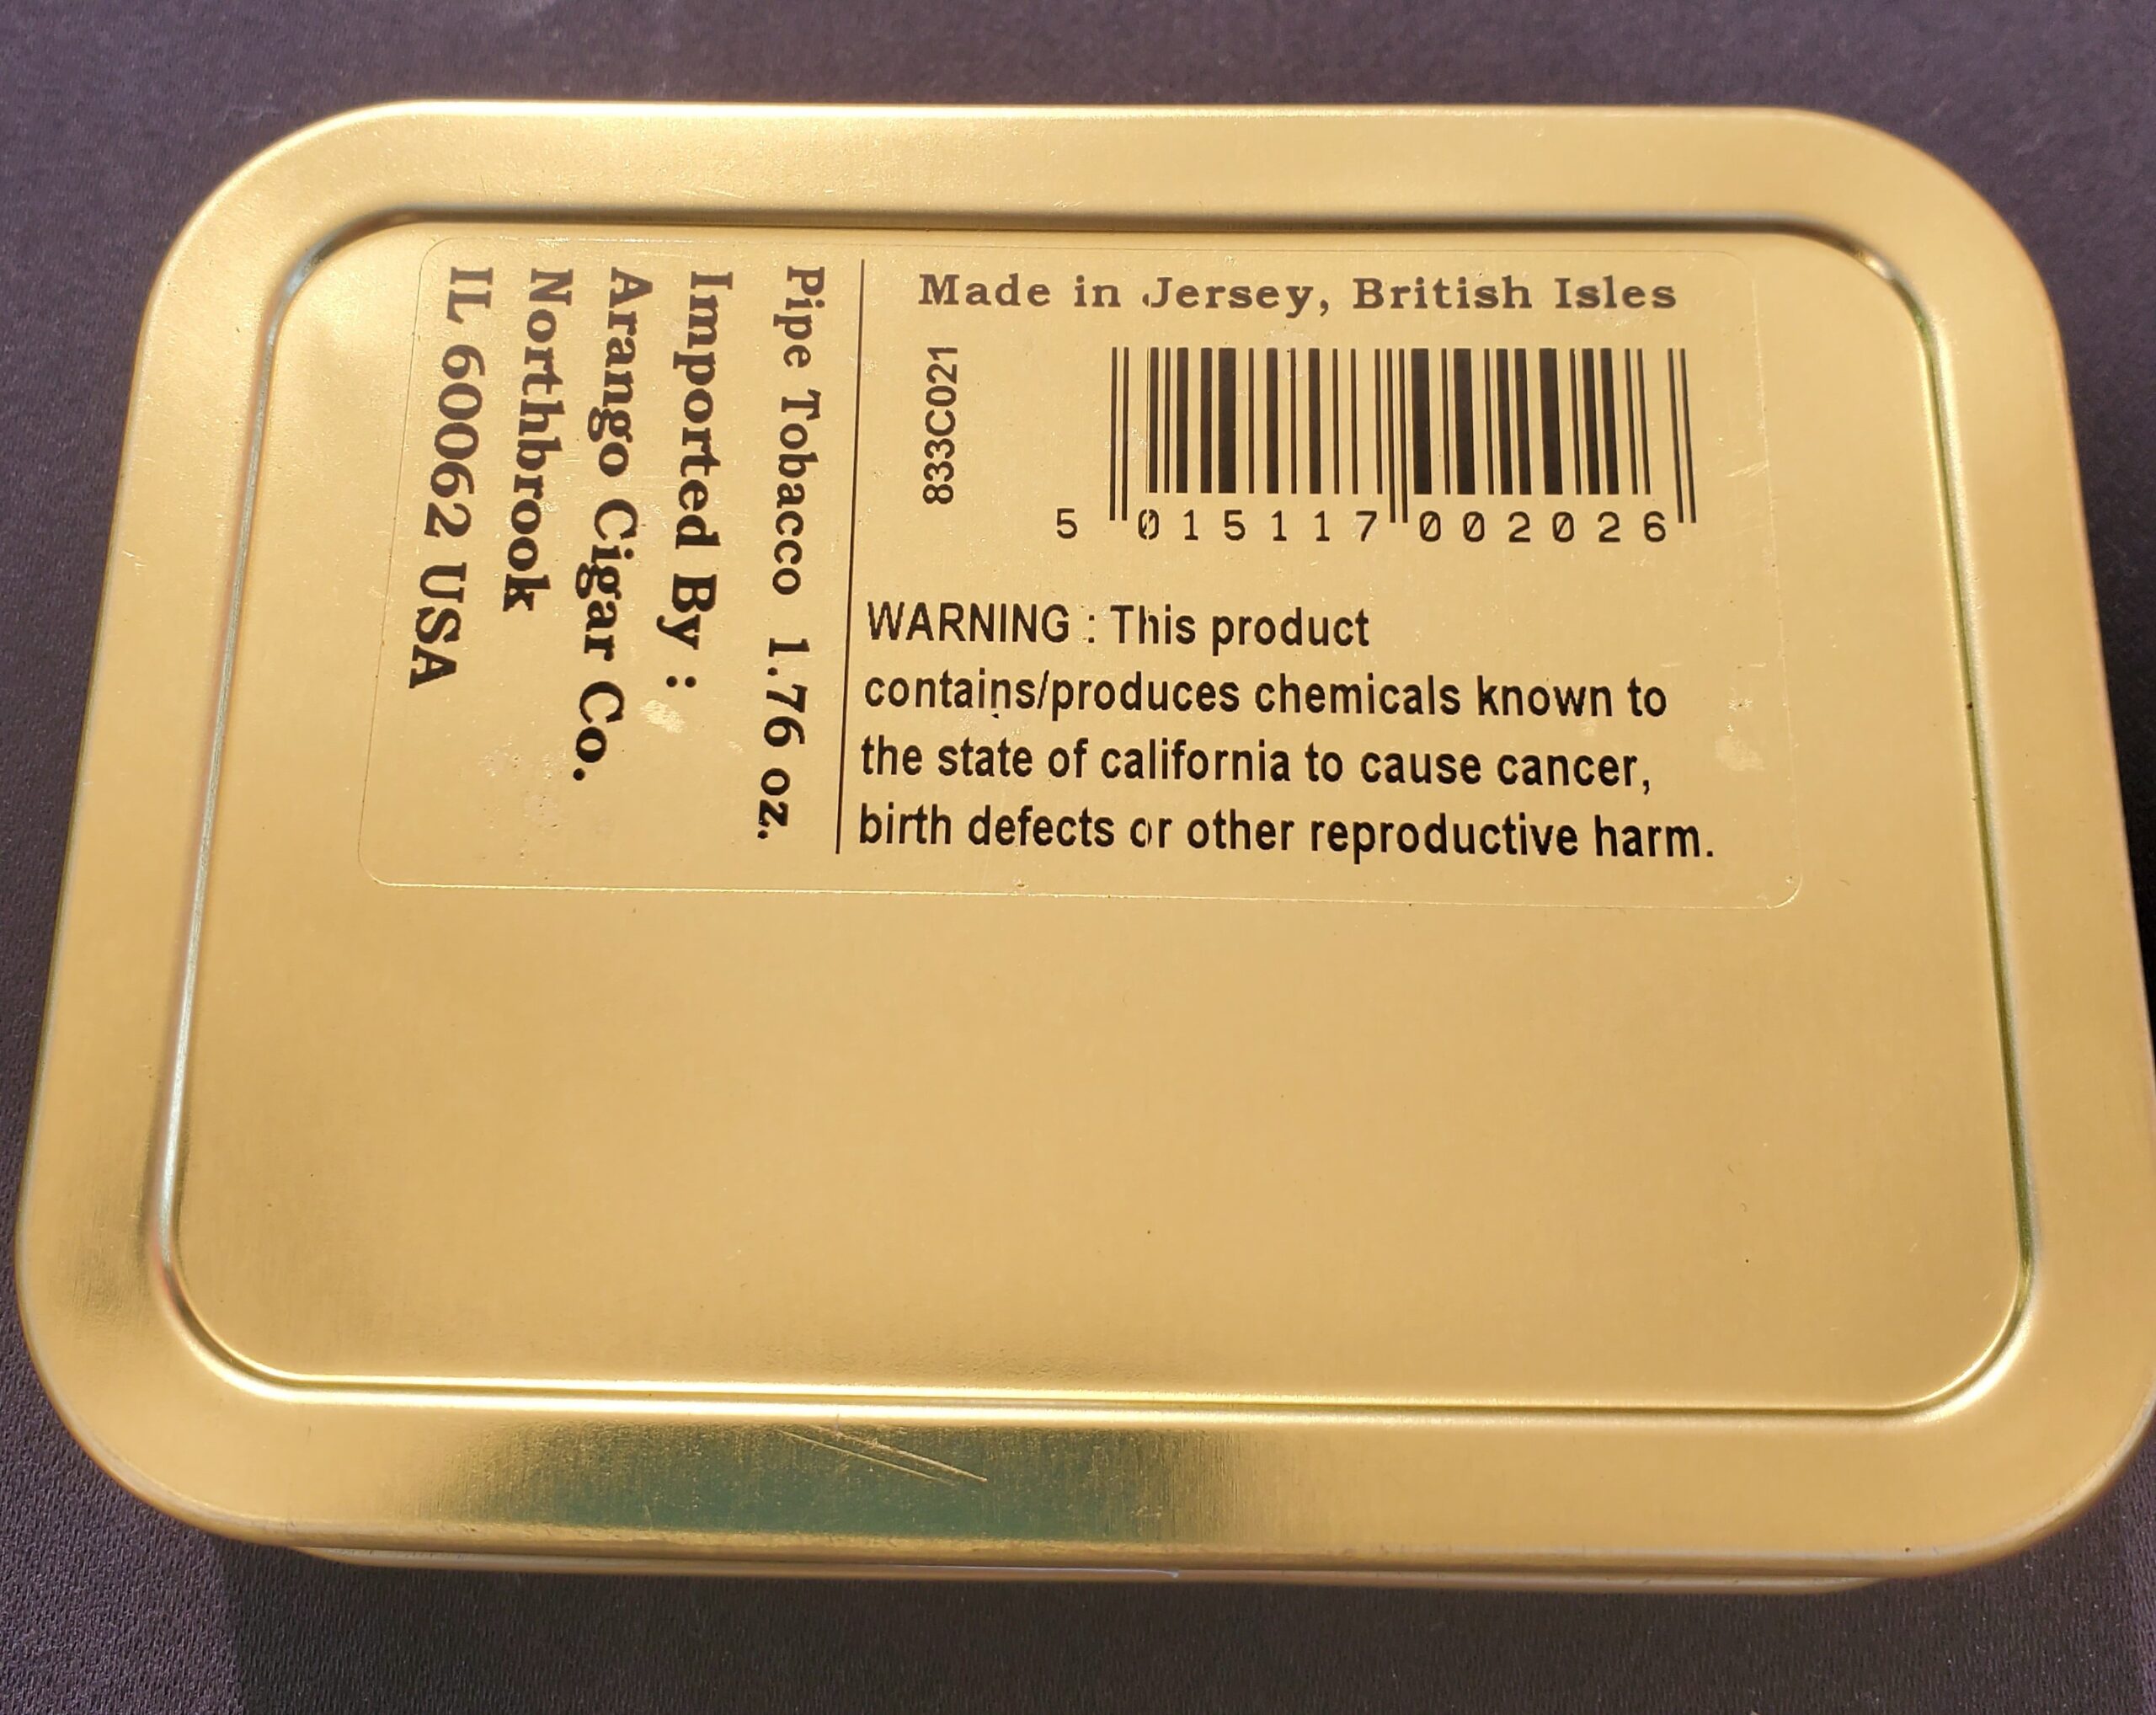 Made in Jersey, British Isles
833C021
5 015117 002026
WARNING : This product
contains/produces chemicals known to
the state of california to cause cancer,
birth defects or other reproductive harm.
Pipe Tobacco 1.76 oz.
Imported By :
Arango Cigar Co.
Northbrook
IL 60062 USA